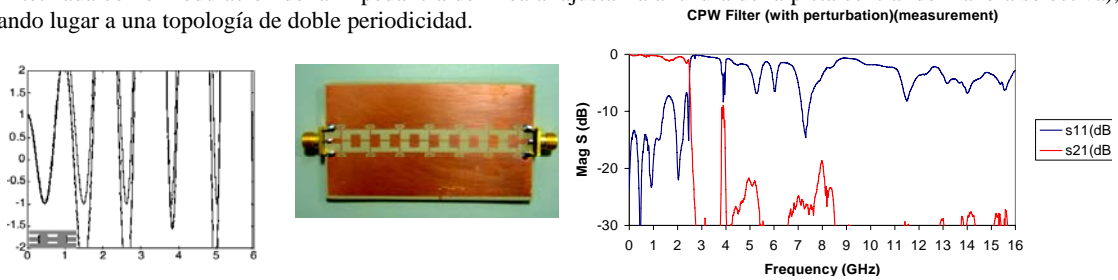 ando lugar a una topología de doble periodicidad.
CPW Filter (with perturbation)(measurement)
2
1.5
1
0.5
0
-0.5
-1
-1.5
-2
0 1 2 3 4 5 6
Mag S (dB)
0
-10
-20
-30
0 1 2 3 4 5 6 7 8 9 10 11 12 13 14 15 16
Frequency (GHz)
s11(dB
s21(dB